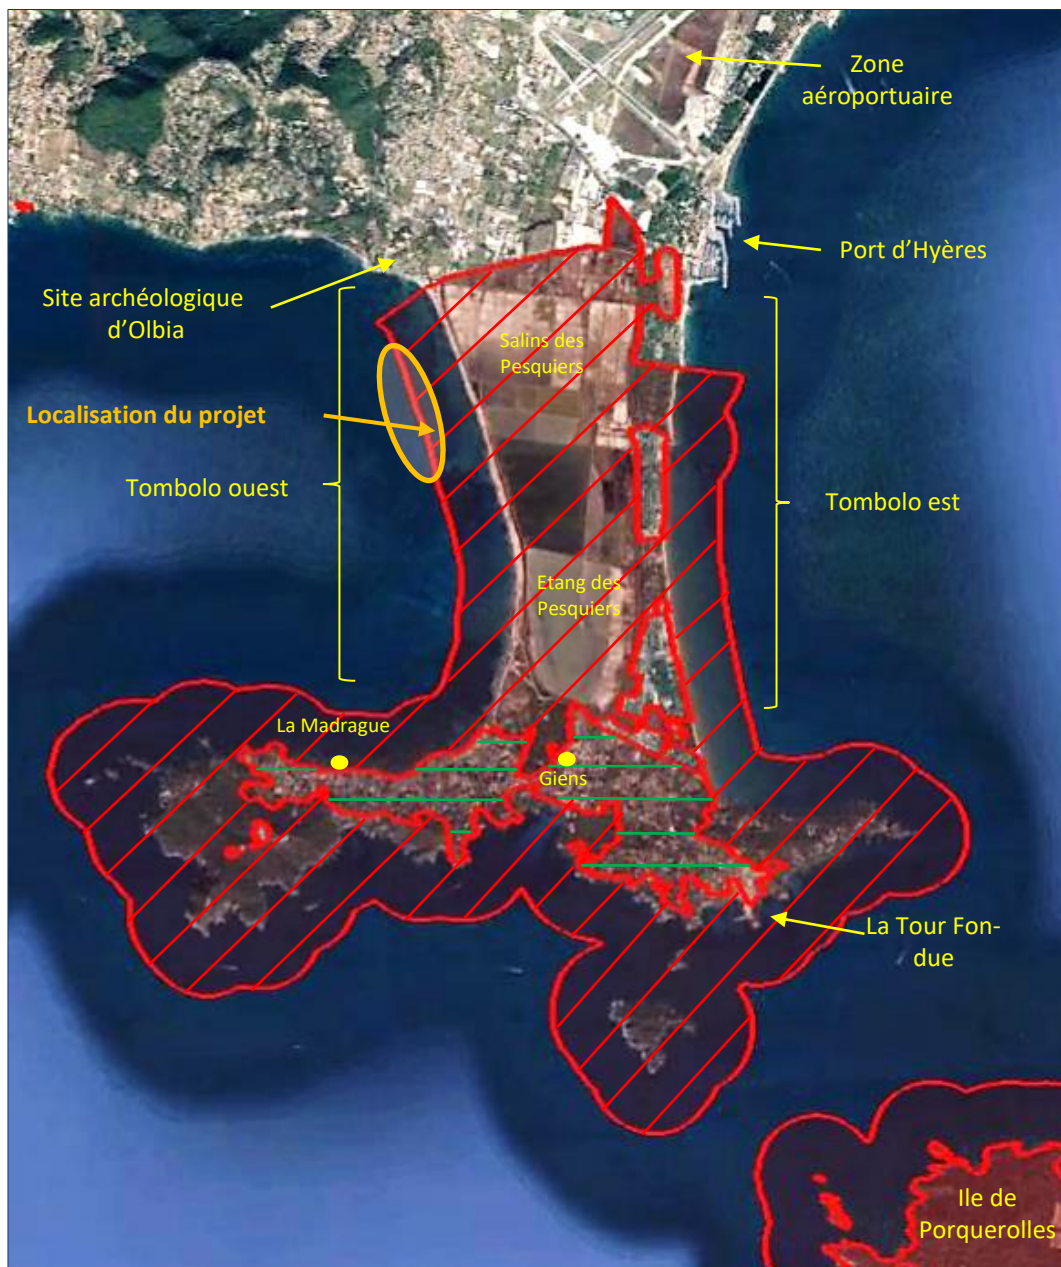 Zone
aéroportuaire
Port d’Hyères
Site archéologique
d’Olbia
Salins des
Pesquiers
Localisation du projet
Tombolo ouest
Tombolo est
Etang des
Pesquiers
La Madrague
Giens
La Tour Fon-
due
Ile de
Porquerolles